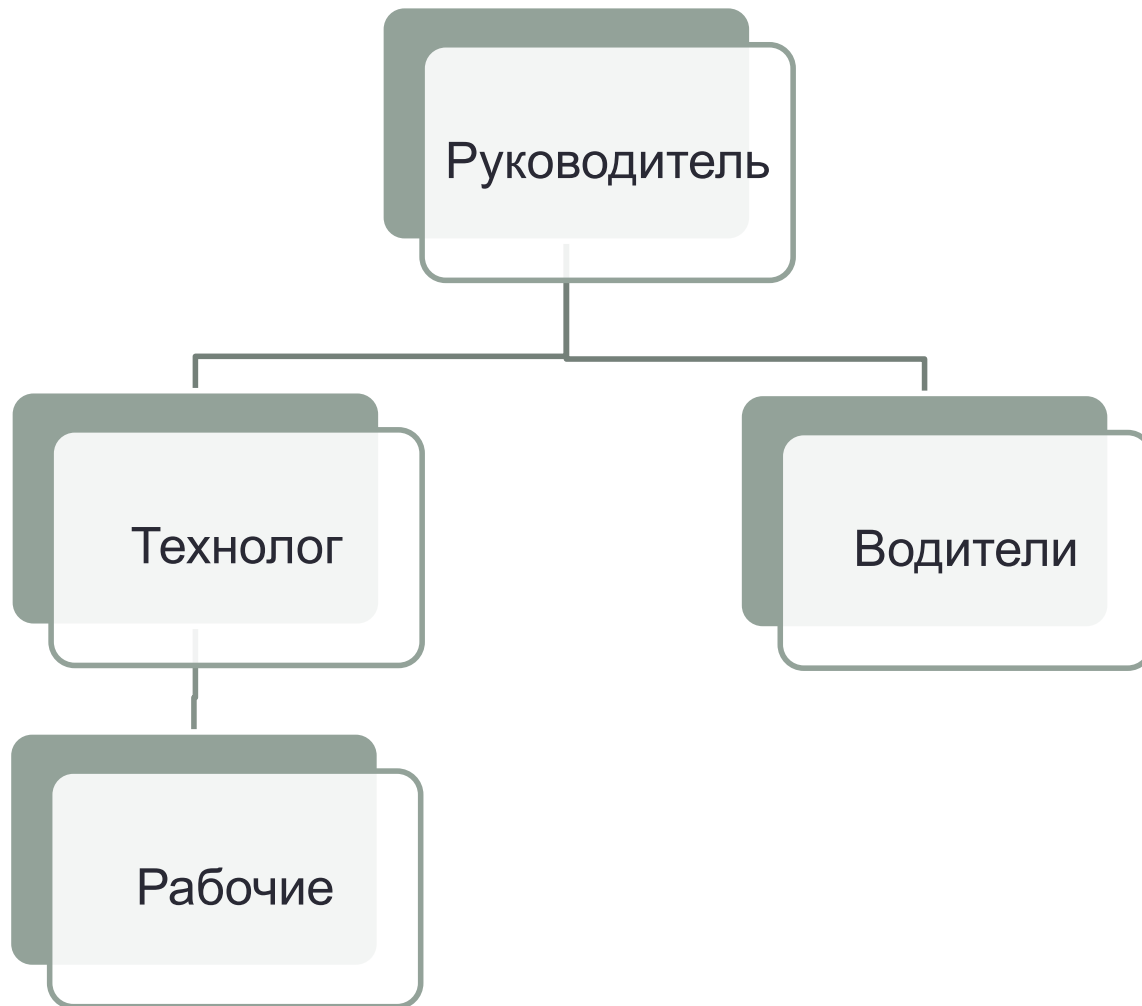 Руководитель
Технолог
Водители
Рабочие